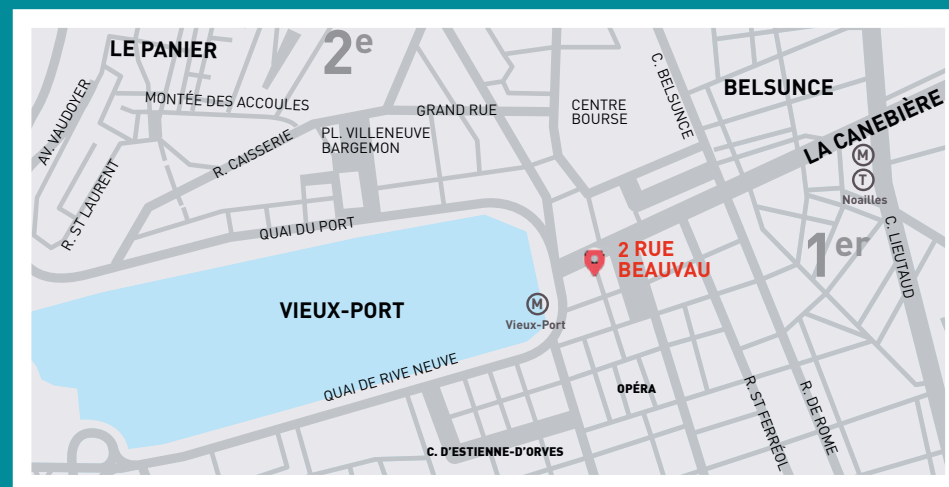 LE PANIER
2e
C. BELSUNCE
BELSUNCE
AV. VAUDOYER
MONTÉE DES ACCOULES
GRAND RUE
CENTRE
BOURSE
LA CANEBIÈRE
R. CAISSERIE
PL. VILLENEUVE
BARGEMON
M
T
Noailles
R. ST LAURENT
QUAI DU PORT
2 RUE
BEAUVAU
1er
C. LIEUTAUD
VIEUX-PORT
M
Vieux-Port
QUAI DE RIVE NEUVE
OPÉRA
R. ST FERRÉOL
R. DE ROME
C. D'ESTIENNE-D'ORVES